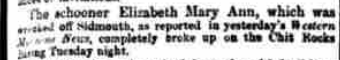 The schooner Elizabeth Mary Ann, which was
off Sidmouth, as reported in yesterday's Western
News, completely broke up on the Chit Rocks
Tuesday night.